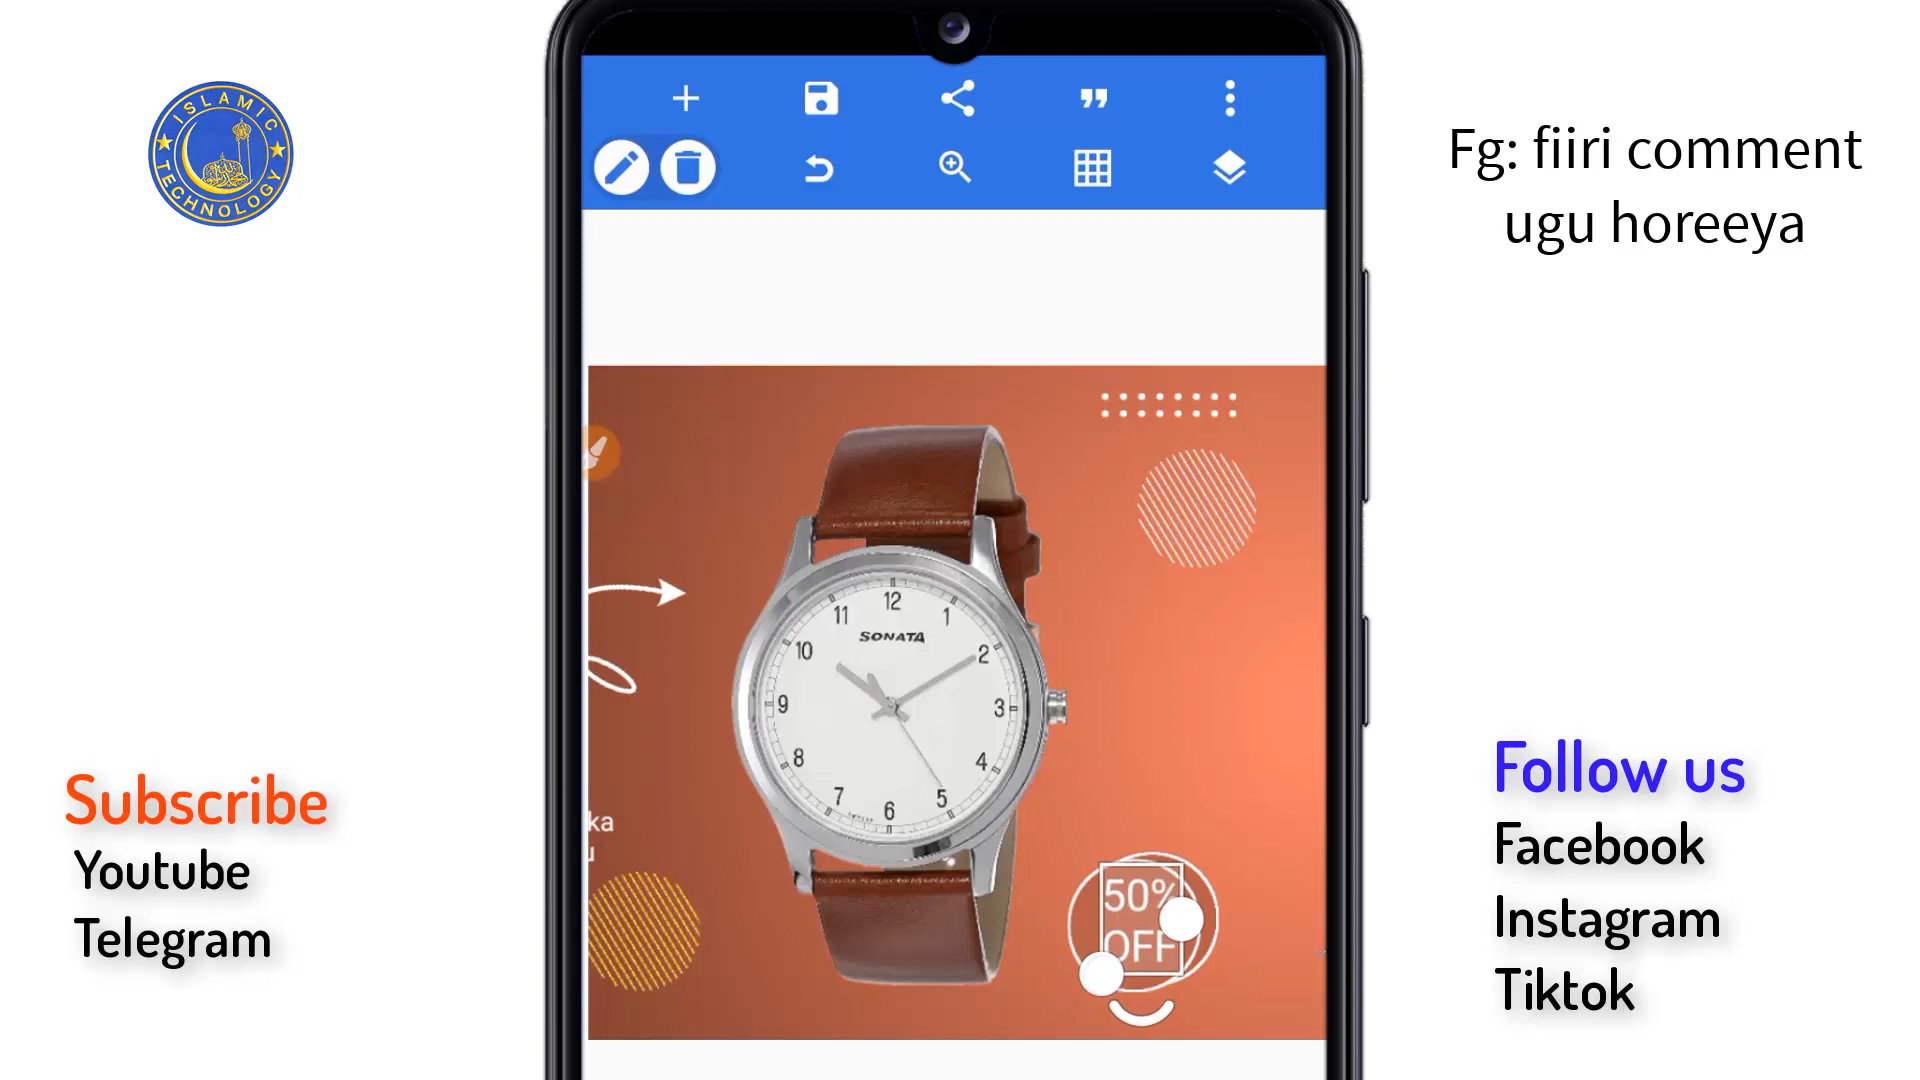 ISLAMIC
TECHNOLOGY
Fg: fiiri comment
ugu horeeya
12
11 1
SONATA
10 2
9 3
8 4
7 5
6
ka
50%
OFF
Subscribe
Youtube
Telegram
Follow us
Facebook
Instagram
Tiktok